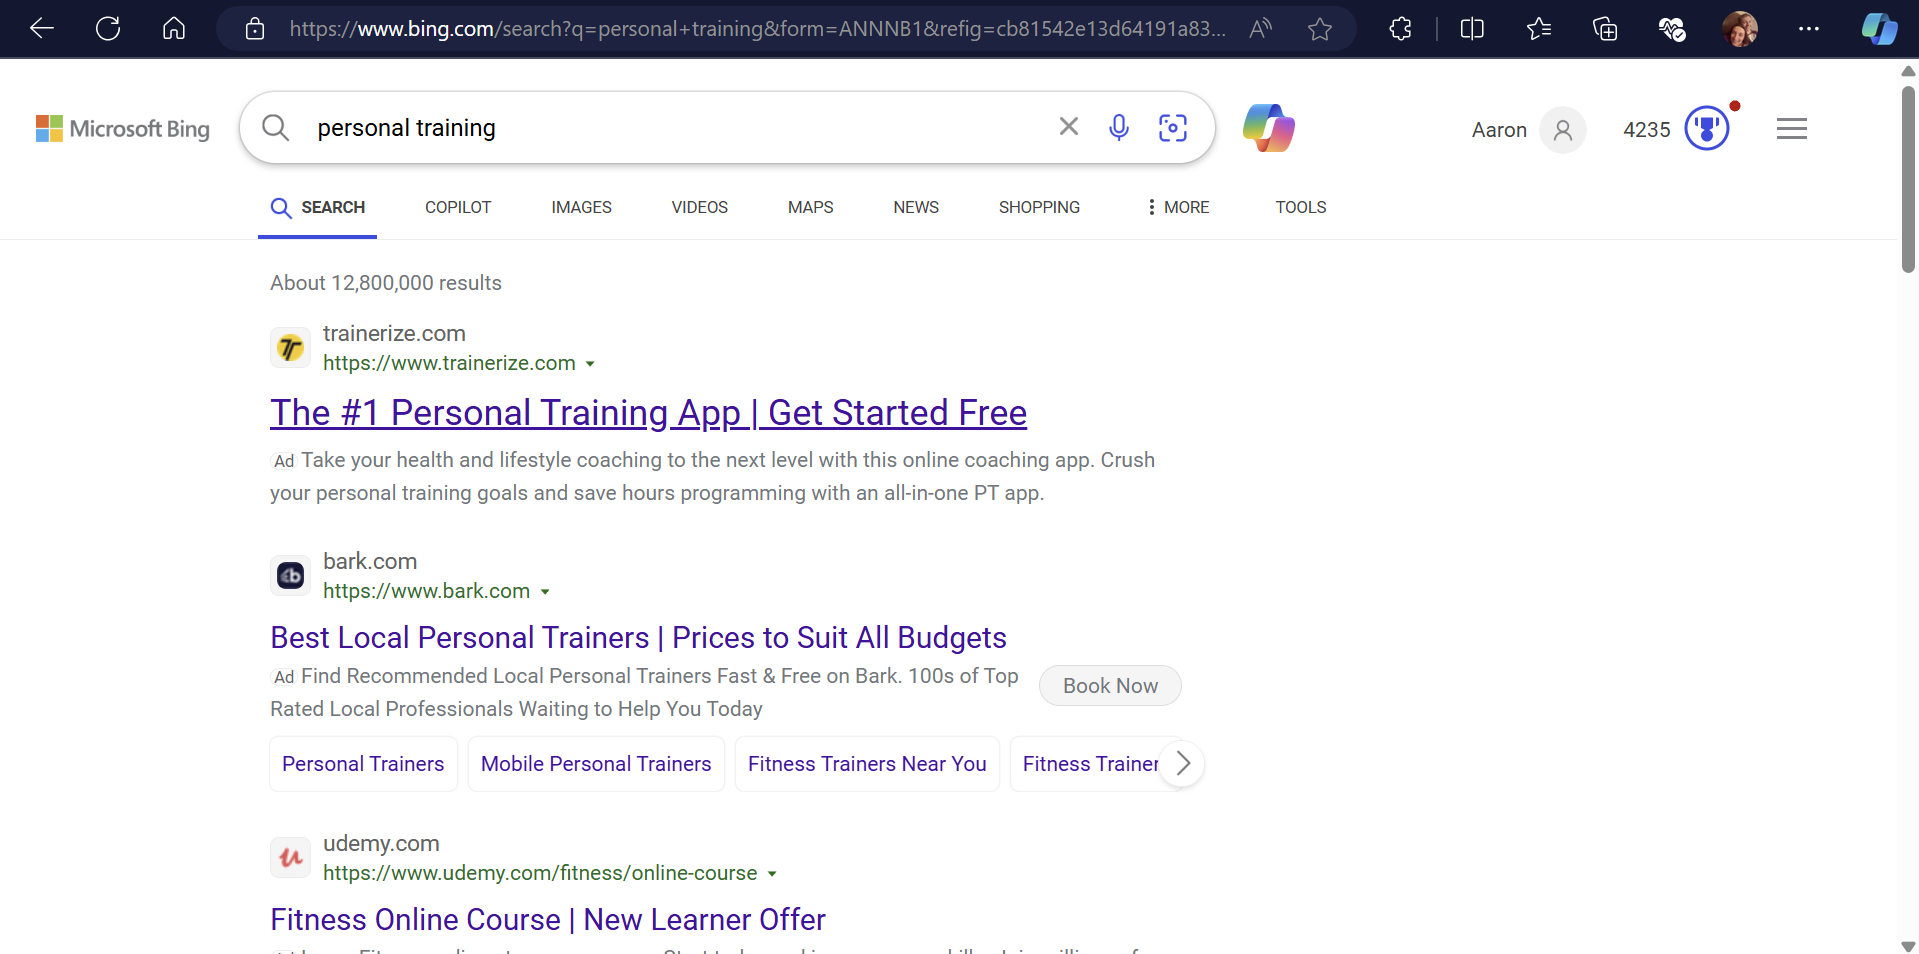 https://www.bing.com/search?q=personal+training&form=ANNNB1&refig=cb81542e13d64191a83...
Microsoft Bing
personal training
Aaron
4235
SEARCH
COPILOT
IMAGES
VIDEOS
MAPS
NEWS
SHOPPING
MORE
TOOLS
About 12,800,000 results
trainerize.com
https://www.trainerize.com
The #1 Personal Training App | Get Started Free
Ad Take your health and lifestyle coaching to the next level with this online coaching app. Crush
your personal training goals and save hours programming with an all-in-one PT app.
bark.com
https://www.bark.com
Best Local Personal Trainers | Prices to Suit All Budgets
Ad Find Recommended Local Personal Trainers Fast & Free on Bark. 100s of Top
Rated Local Professionals Waiting to Help You Today
Book Now
Personal Trainers
Mobile Personal Trainers
Fitness Trainers Near You
Fitness Trainer
udemy.com
https://www.udemy.com/fitness/online-course
Fitness Online Course | New Learner Offer